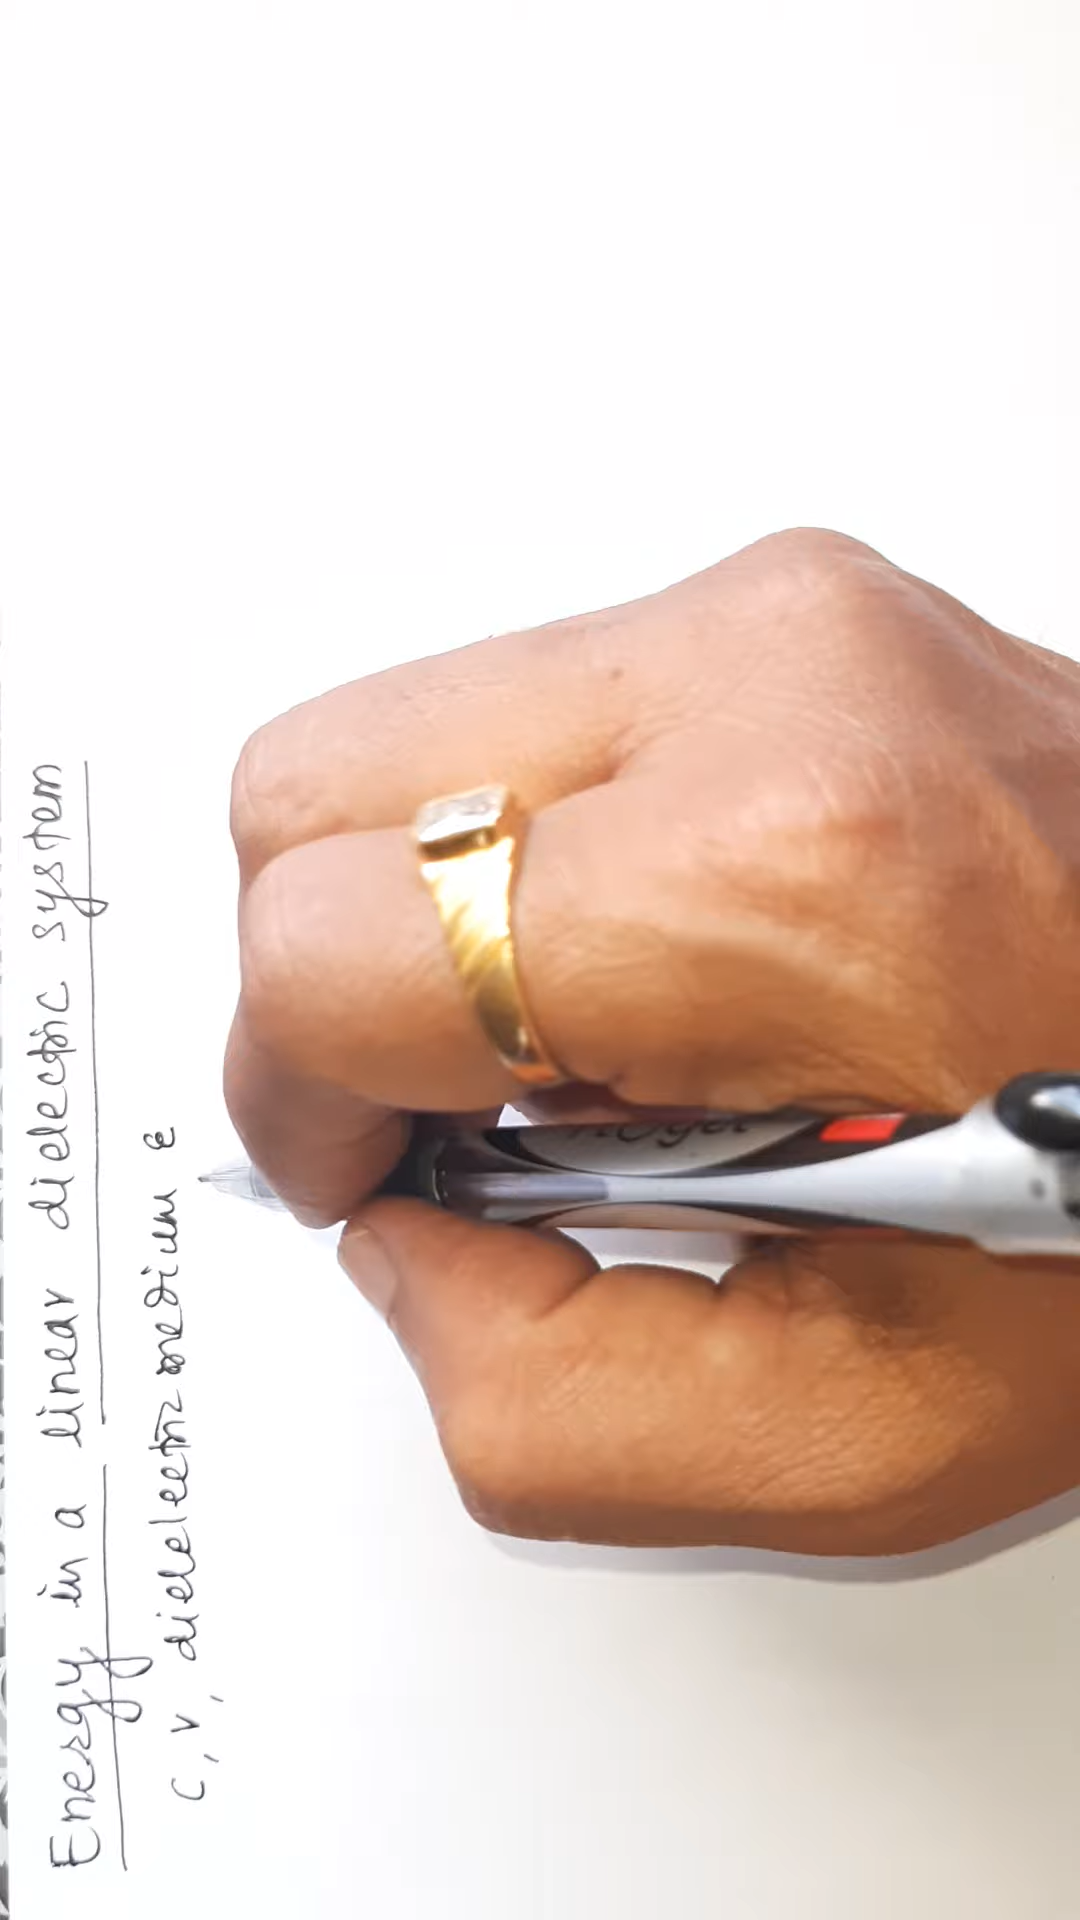 Energy in a linear dielectric system
C, V, dielectric medium ϵ